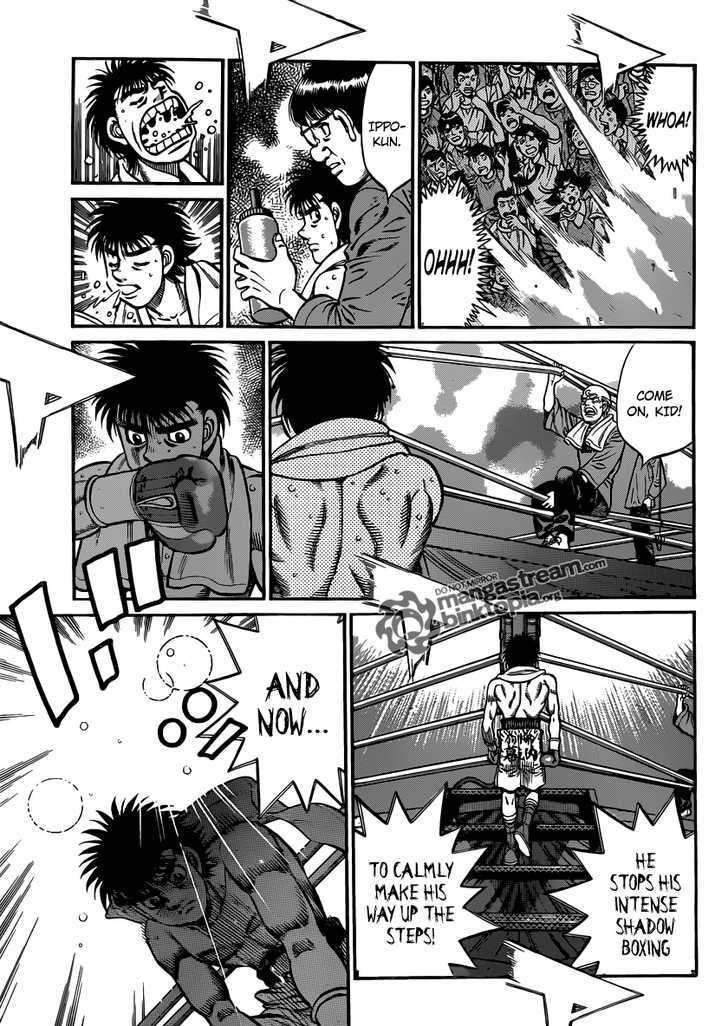 WHOA!
OHHH!
IPPO-
KUN.
COME
ON, KID!
DO NOT MIRROR
mangastream.com
binktopia.org
HE
STOPS HIS
INTENSE
SHADOW
BOXING
TO CALMLY
MAKE HIS
WAY UP THE
STEPS!
AND
NOW...